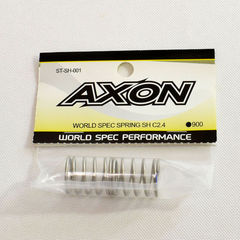 ST-SH-001
AXON
WORLD SPEC SPRING SH C2.4
●900
WORLD SPEC PERFORMANCE